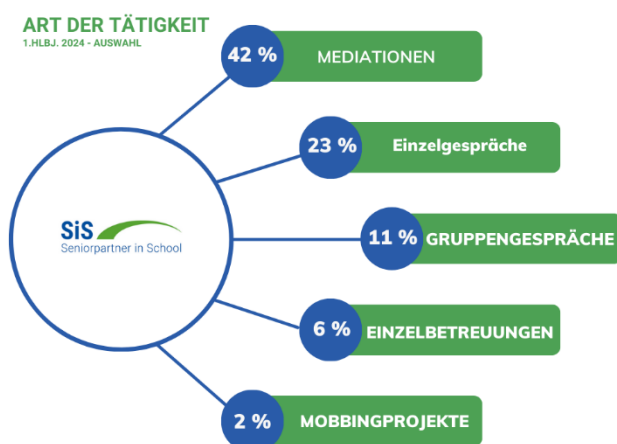 ART DER TÄTIGKEIT
1.HLBJ. 2024 - AUSWAHL
42 % MEDIATIONEN
23 % Einzelgespräche
SiS
Seniorpartner in School
11 % GRUPPENGESPRÄCHE
6 % EINZELBETREUUNGEN
2 % MOBBINGPROJEKTE